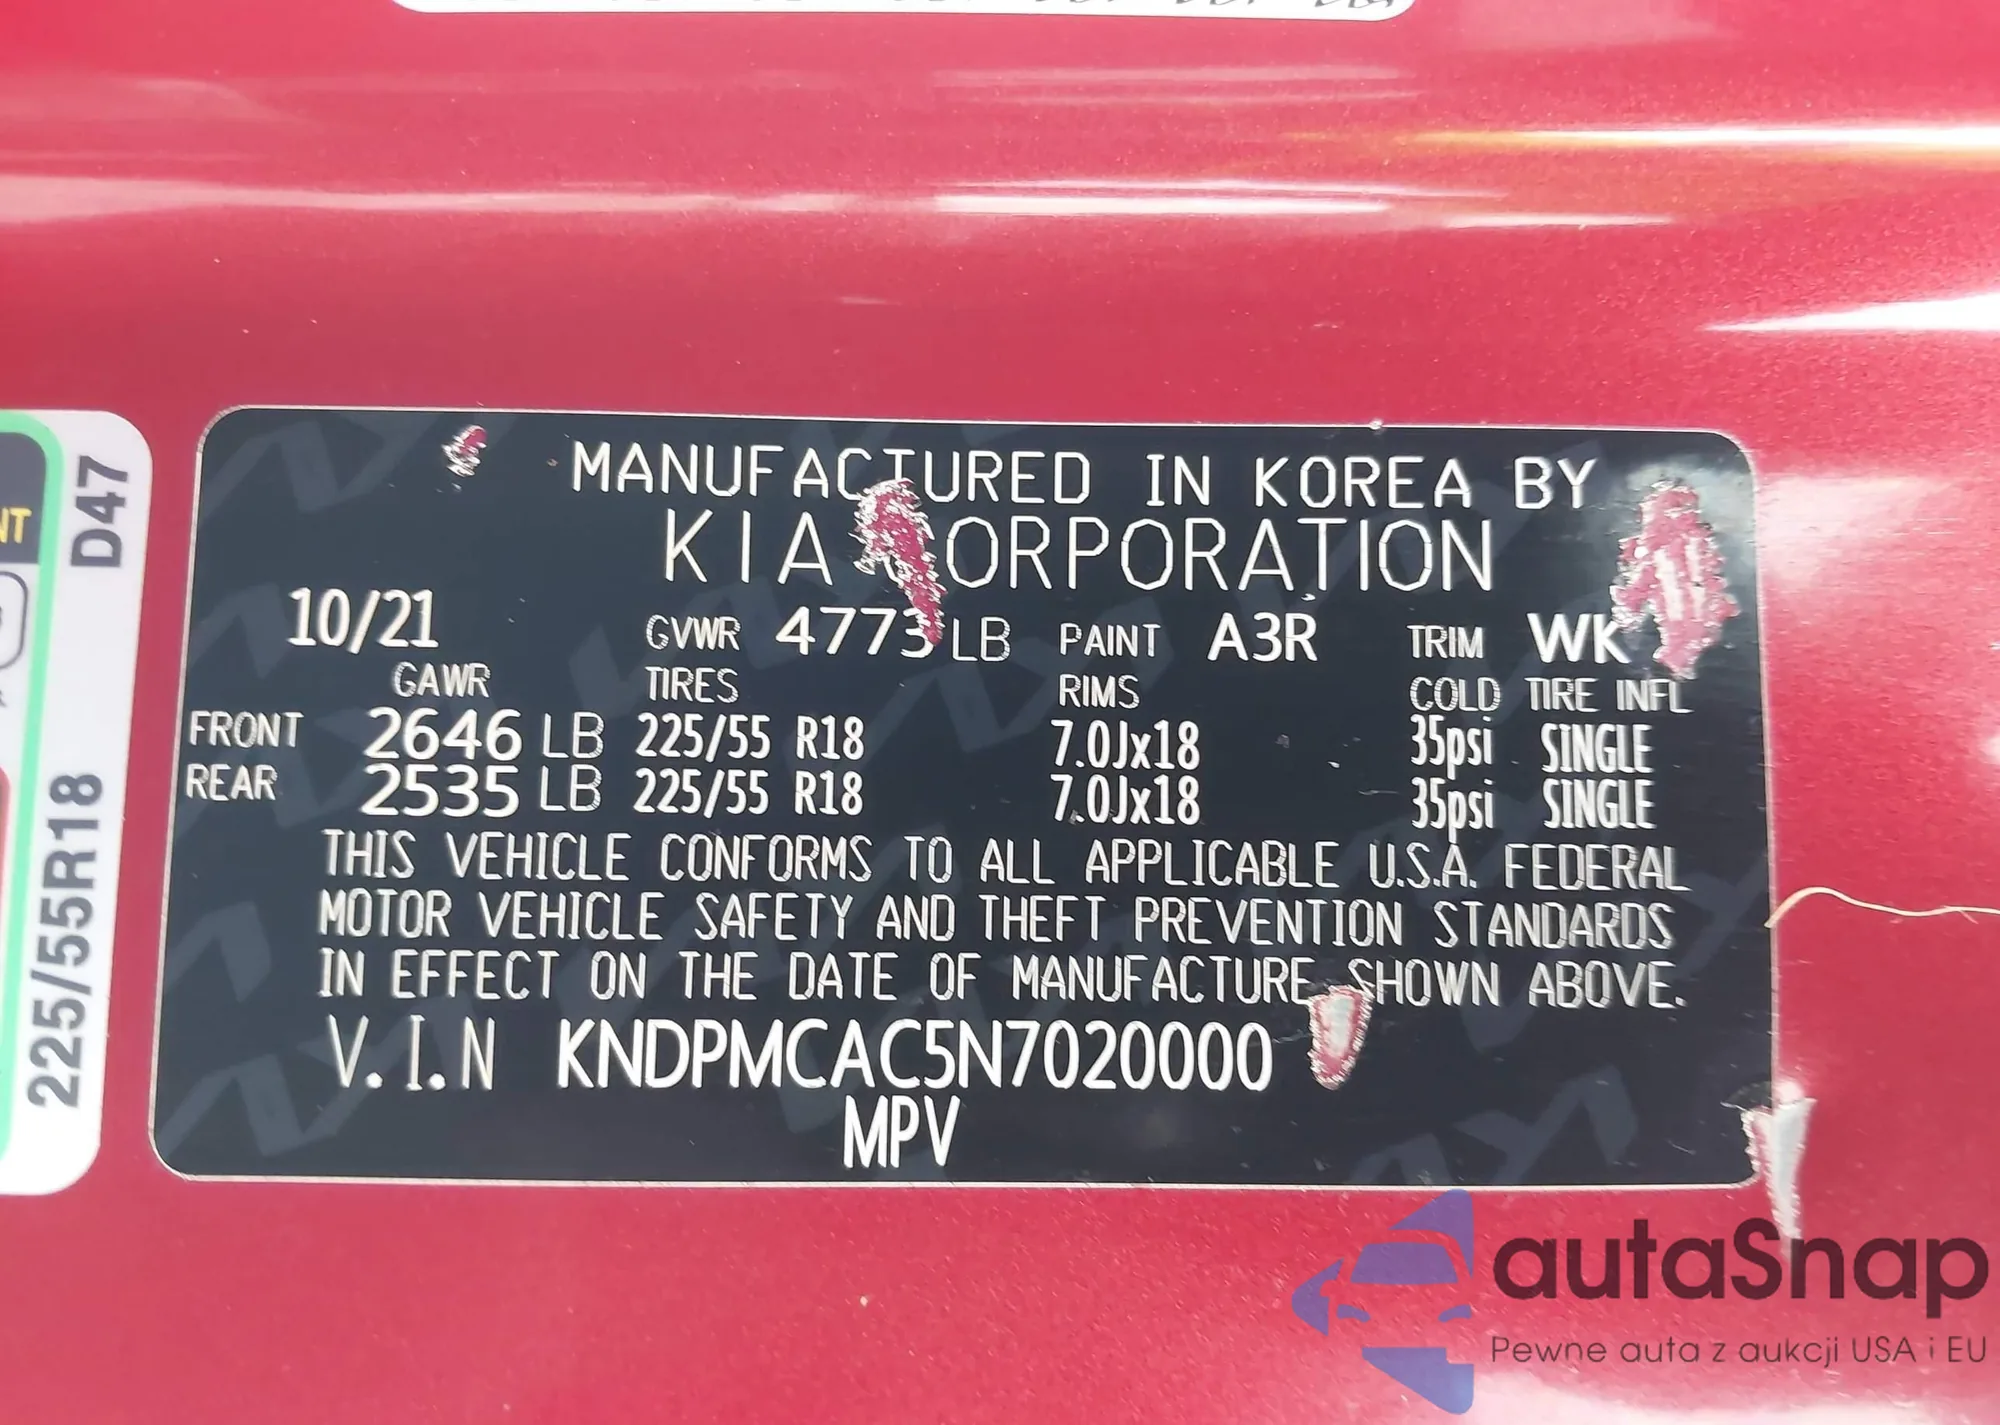 MANUFACTURED IN KOREA BY
KIA CORPORATION
10/21 GVWR 4773 LB PAINT A3R TRIM WK
GAWR TIRES RIMS COLD TIRE INFL
FRONT 2646 LB 225/55 R18 7.0Jx18 35psi SINGLE
REAR 2535 LB 225/55 R18 7.0Jx18 35psi SINGLE
THIS VEHICLE CONFORMS TO ALL APPLICABLE U.S.A. FEDERAL
MOTOR VEHICLE SAFETY AND THEFT PREVENTION STANDARDS
IN EFFECT ON THE DATE OF MANUFACTURE SHOWN ABOVE.
V.I.N KNDPMCAC5N7020000
MPV
225/55R18 D47
autaSnap
Pewne auta z aukcji USA i EU